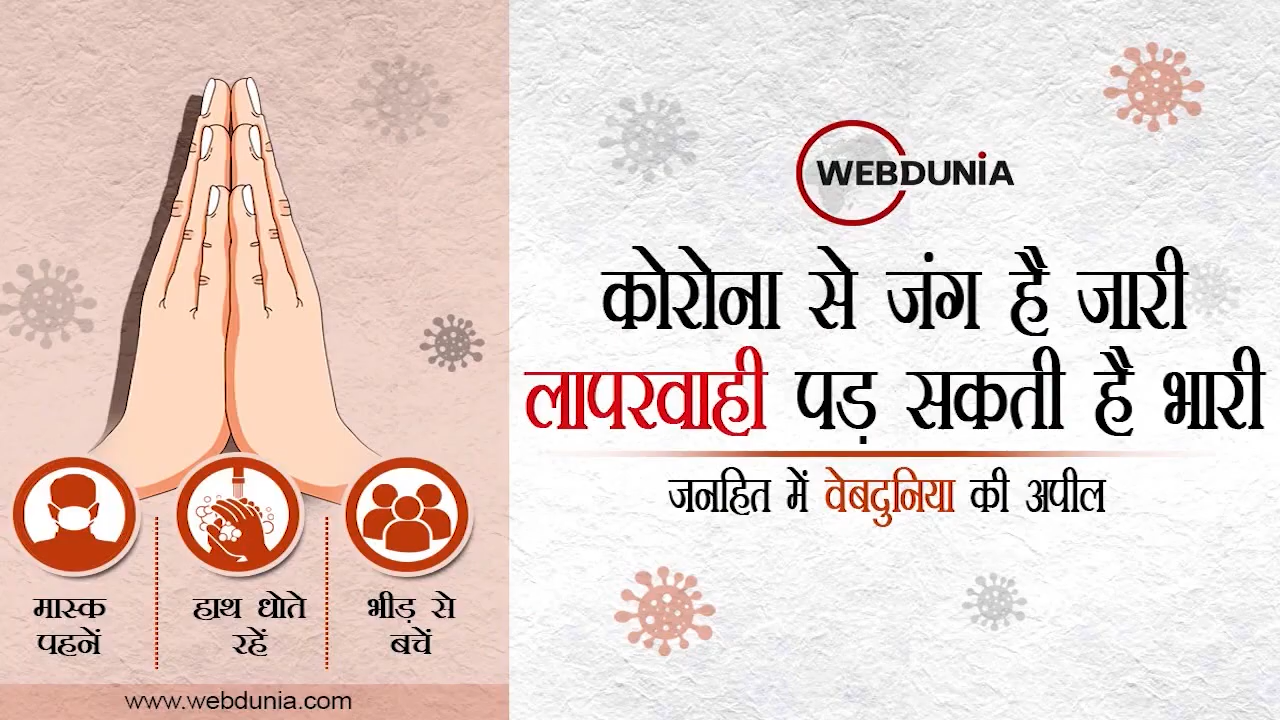 WEBDUNIA
कोरोना से जंग है जारी
लापरवाही पड़ सकती है भारी
जनहित में वेबदुनिया की अपील
मास्क
पहनें
हाथ धोते
रहें
भीड़ से
बचें
www.webdunia.com